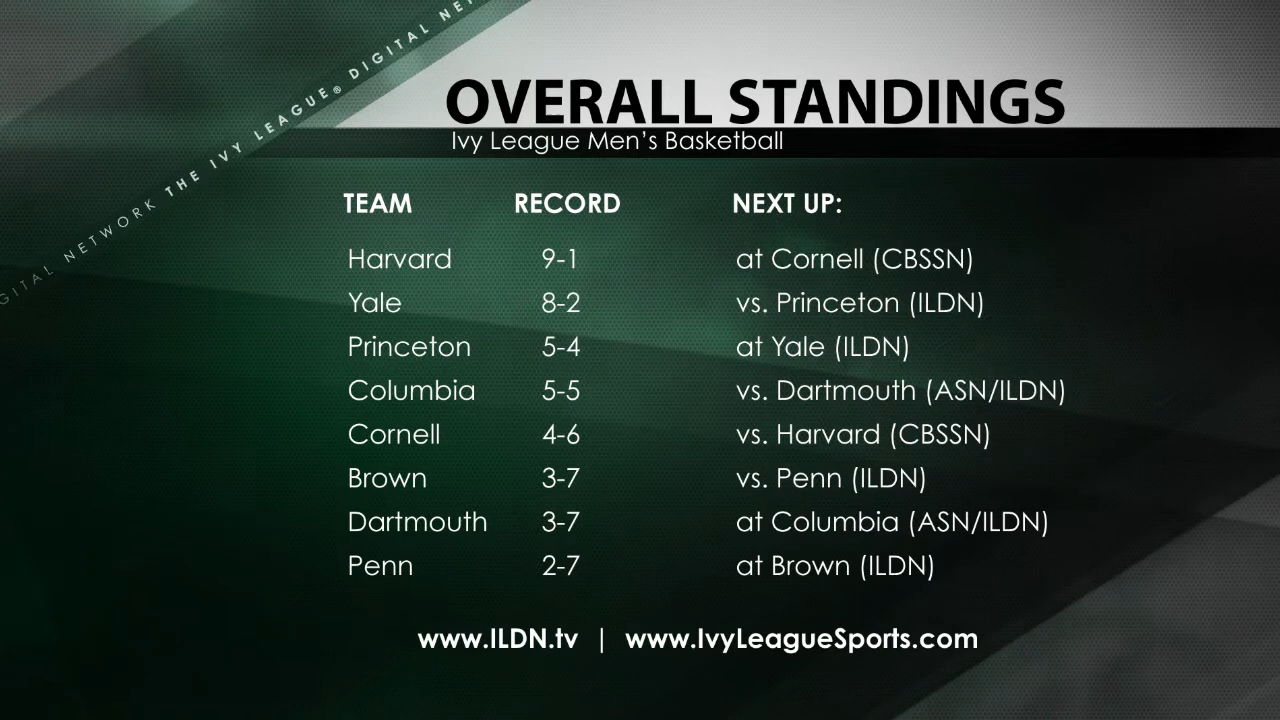 GITAL NETWORK THE IVY LEAGUE® DIGITAL NET
OVERALL STANDINGS
Ivy League Men's Basketball
TEAM RECORD NEXT UP:
Harvard 9-1 at Cornell (CBSSN)
Yale 8-2 vs. Princeton (ILDN)
Princeton 5-4 at Yale (ILDN)
Columbia 5-5 vs. Dartmouth (ASN/ILDN)
Cornell 4-6 vs. Harvard (CBSSN)
Brown 3-7 vs. Penn (ILDN)
Dartmouth 3-7 at Columbia (ASN/ILDN)
Penn 2-7 at Brown (ILDN)
www.ILDN.tv | www.IvyLeagueSports.com